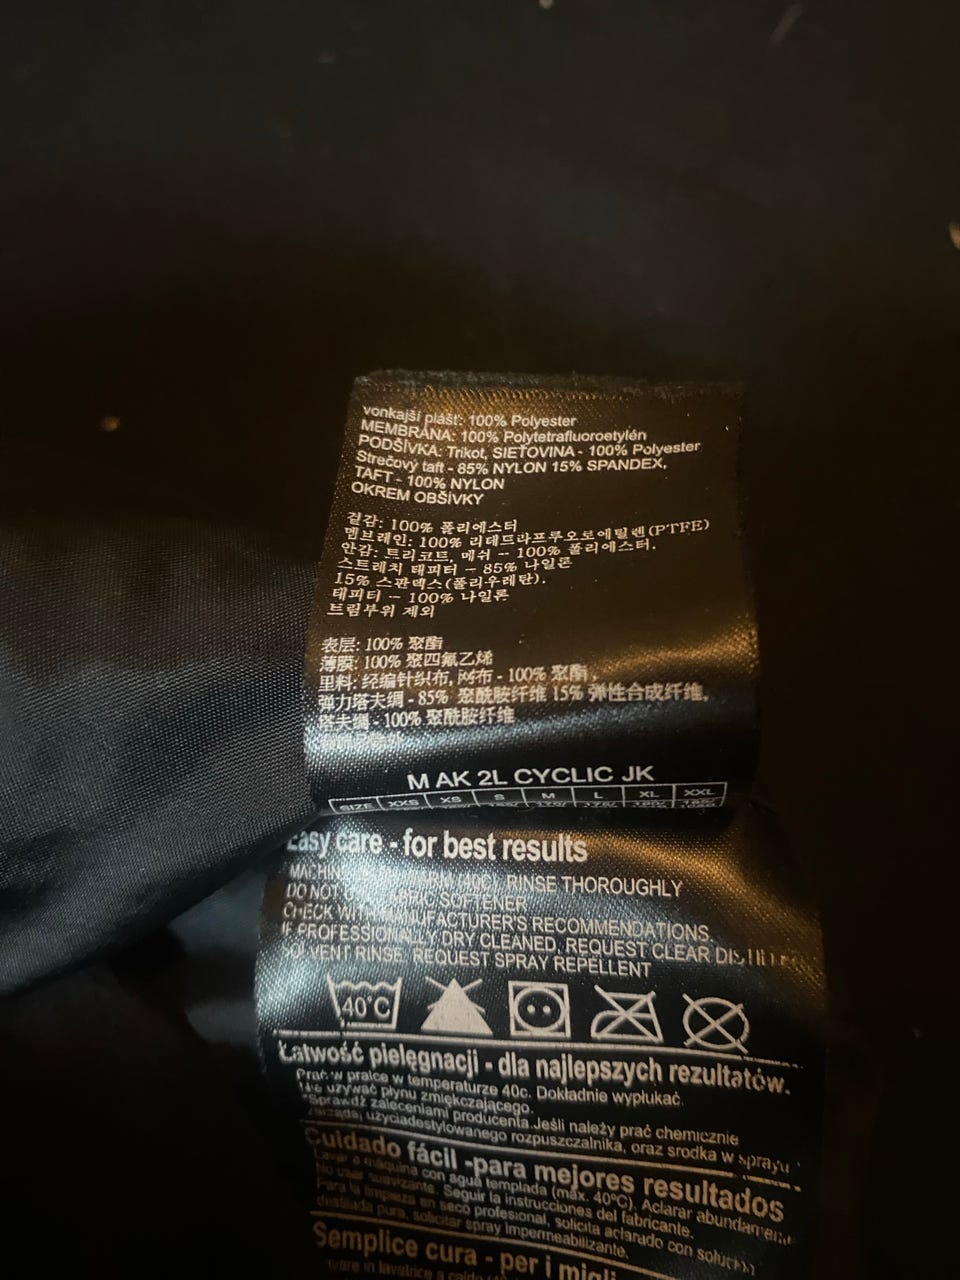 vonkajší plášť: 100% Polyester
MEMBRÁNA: 100% Polytetrafluoroetylén
PODŠÍVKA: Trikot, SIEŤOVINA - 100% Polyester
Strečový taft - 85% NYLON 15% SPANDEX,
TAFT - 100% NYLON
OKREM OBŠÍVKY
겉감: 100% 폴리에스터
멤브레인: 100% 리데드라프루오로에틸렌(PTFE)
안감: 트리코트, 메쉬 - 100% 폴리에스터.
스트레치 태피터 - 85% 나일론
15% 스판덱스(폴리우레탄).
태피터 - 100% 나일론
트림부위 제외
表层: 100% 聚酯
薄膜: 100% 聚四氟乙烯
里料: 经编针织布, 网布 - 100% 聚酯,
弹力塔夫绸 - 85% 聚酰胺纤维 15% 弹性合成纤维,
塔夫绸 - 100% 聚酰胺纤维
M AK 2L CYCLIC JK
SIZE XXS XS S M L XL XXL
Easy care - for best results
RINSE THOROUGHLY
DO NOT SOFTENER
CHECK WITH MANUFACTURER'S RECOMMENDATIONS
IF PROFESSIONALLY DRY CLEANED, REQUEST CLEAR
SOLVENT RINSE. REQUEST SPRAY REPELLENT
40°C
Łatwość pielęgnacji - dla najlepszych rezultatów.
Prać w pralce w temperaturze 40c. Dokładnie wypłukać.
Nie używać płynu zmiękczającego.
*Sprawdź zalecenia producenta.Jeśli należy prać chemicznie
użyciadestylowanego rozpuszczalnika, oraz srodka w sprayu
Cuidado fácil -para mejores resultados
Lavar a máquina con agua templada (máx. 40ºC). Aclarar
No usar suavizante. Seguir la instrucciones del fabricante.
Para la limpieza en seco profesional, solicita aclarado con
destilada pura, solicitar spray impermeabilizante.
Semplice cura - per i